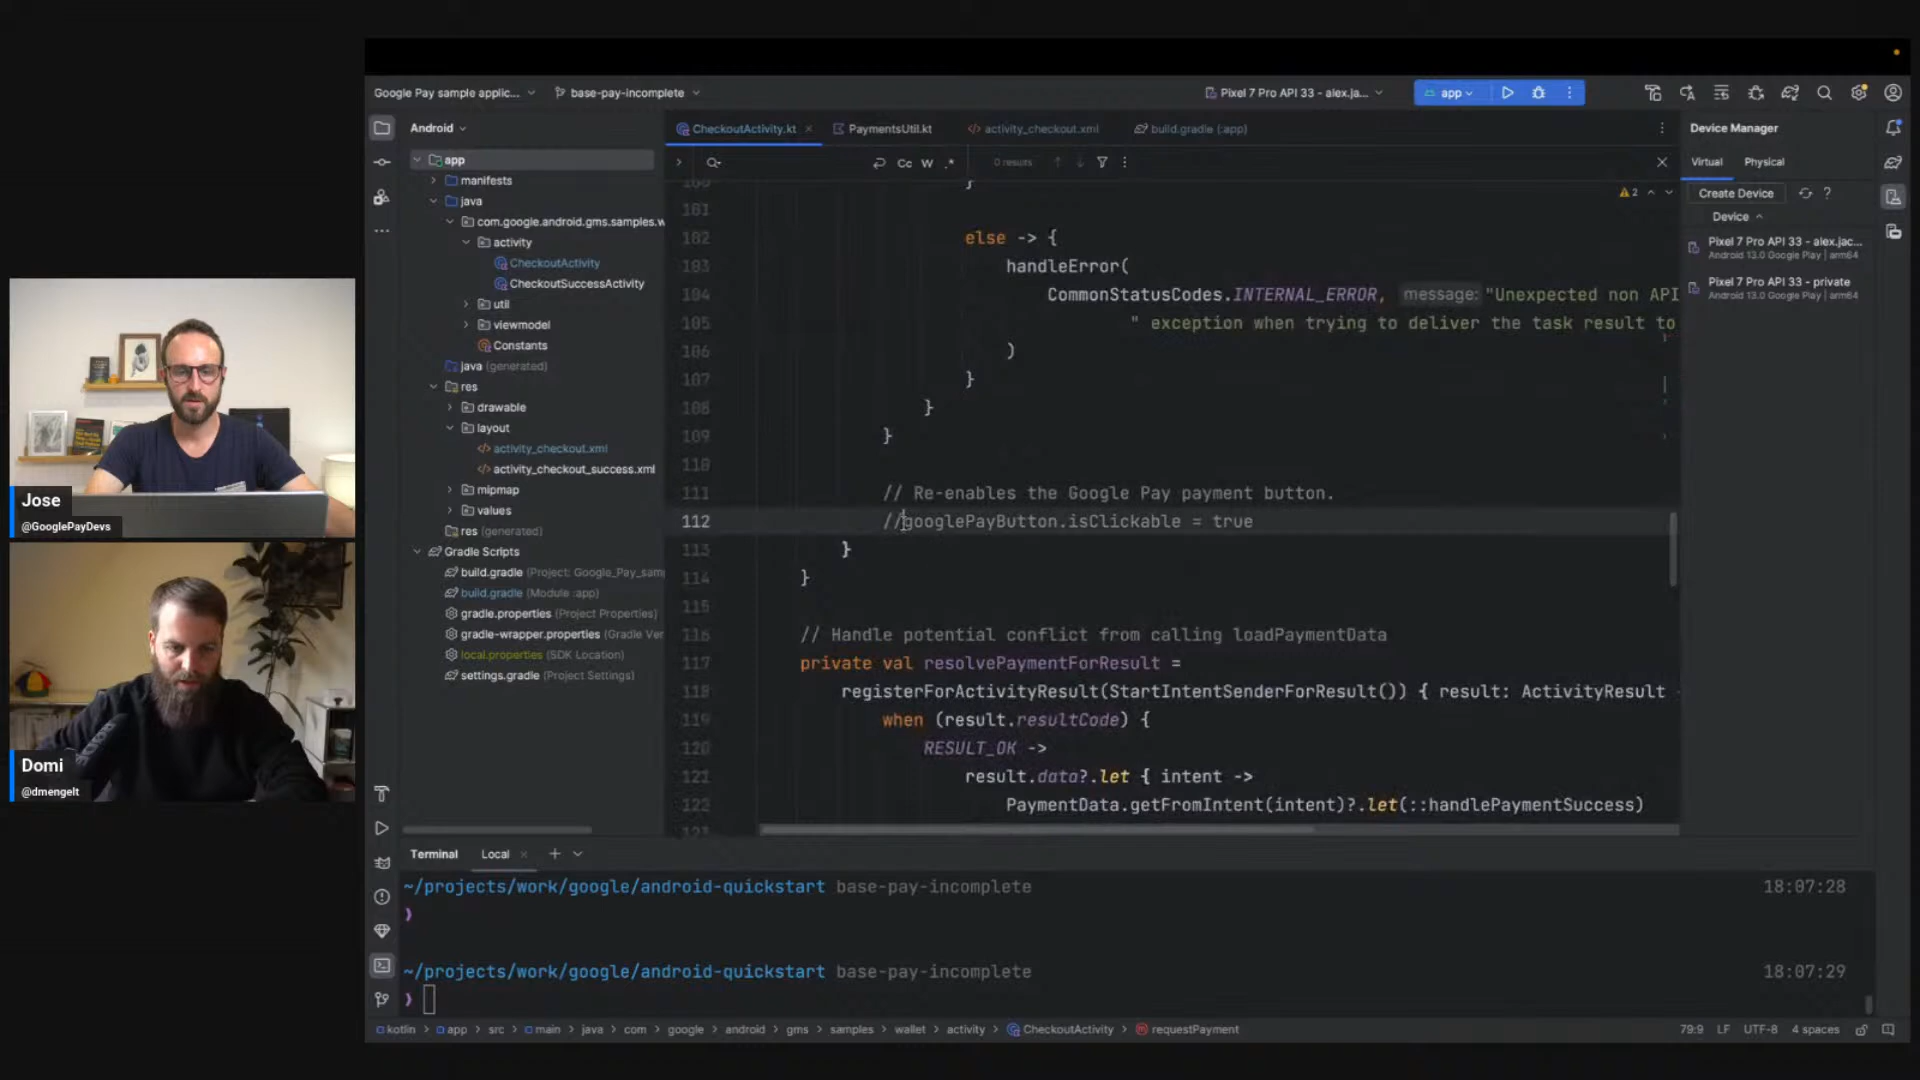 Google Pay sample applic...
base-pay-incomplete
Pixel 7 Pro API 33 - alex.ja...
app
Android
CheckoutActivity.kt
PaymentsUtil.kt
activity_checkout.xml
build.gradle (:app)
Device Manager
Cc W .*
0 results
Virtual
Physical
Create Device
?
Device
Pixel 7 Pro API 33 - alex.jac...
Android 13.0 Google Play | arm64
Pixel 7 Pro API 33 - private
Android 13.0 Google Play | arm64
app
manifests
java
com.google.android.gms.samples.w
activity
CheckoutActivity
CheckoutSuccessActivity
util
viewmodel
Constants
java (generated)
res
drawable
layout
activity_checkout.xml
activity_checkout_success.xml
mipmap
values
res (generated)
Gradle Scripts
build.gradle (Project: Google_Pay_sam
build.gradle (Module :app)
gradle.properties (Project Properties)
gradle-wrapper.properties (Gradle Ver
local.properties (SDK Location)
settings.gradle (Project Settings)
2
100 }
101
102 else -> {
103 handleError(
104 CommonStatusCodes.INTERNAL_ERROR, message: "Unexpected non API
105 " exception when trying to deliver the task result to
106 )
107 }
108 }
109 }
110
111 // Re-enables the Google Pay payment button.
112 //googlePayButton.isClickable = true
113 }
114 }
115
116 // Handle potential conflict from calling loadPaymentData
117 private val resolvePaymentForResult =
118 registerForActivityResult(StartIntentSenderForResult()) { result: ActivityResult
119 when (result.resultCode) {
120 RESULT_OK ->
121 result.data?.let { intent ->
122 PaymentData.getFromIntent(intent)?.let(::handlePaymentSuccess)
123
Jose
@GooglePayDevs
Domi
@dmengelt
Terminal
Local
~/projects/work/google/android-quickstart base-pay-incomplete 18:07:28
~/projects/work/google/android-quickstart base-pay-incomplete 18:07:29
kotlin > app > src > main > java > com > google > android > gms > samples > wallet > activity > CheckoutActivity > requestPayment
79:9 LF UTF-8 4 spaces